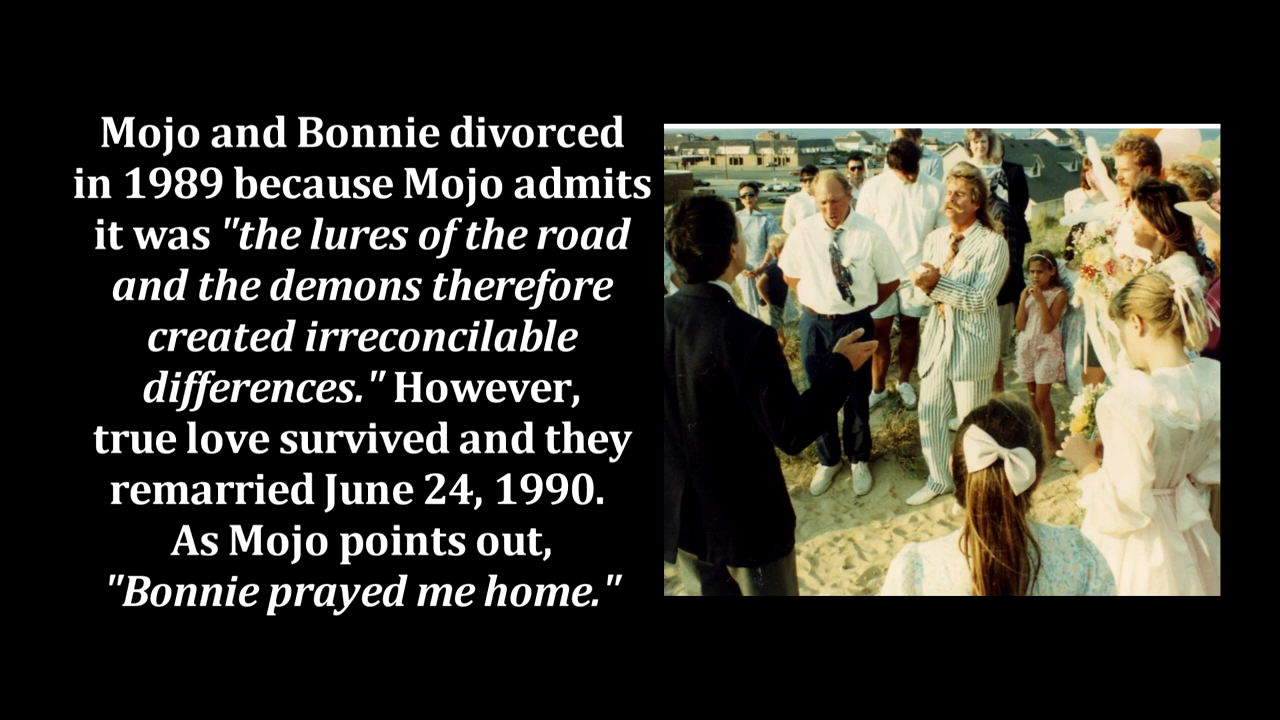 Mojo and Bonnie divorced
in 1989 because Mojo admits
it was "the lures of the road
and the demons therefore
created irreconcilable
differences." However,
true love survived and they
remarried June 24, 1990.
As Mojo points out,
"Bonnie prayed me home."